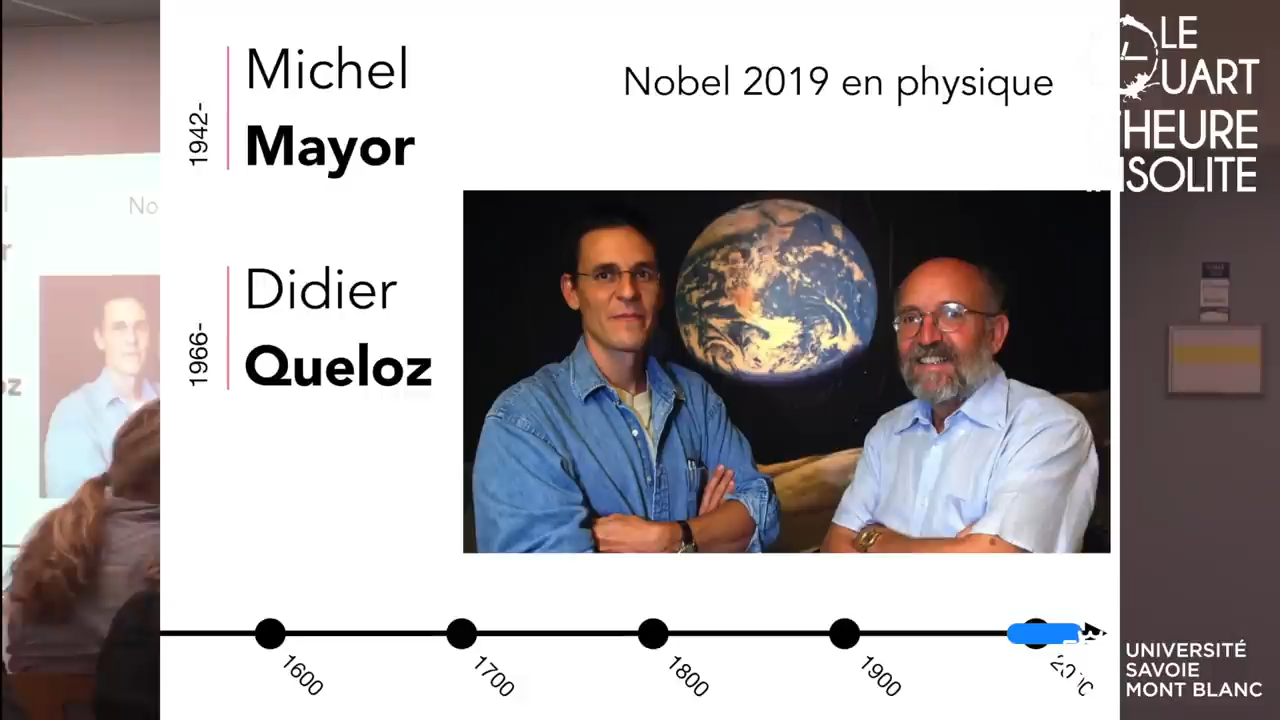 Michel
Mayor
1942-
Nobel 2019 en physique
Didier
Queloz
1966-
1600
1700
1800
1900
LE
UART
HEURE
SOLITE
No
UNIVERSITÉ
SAVOIE
MONT BLANC